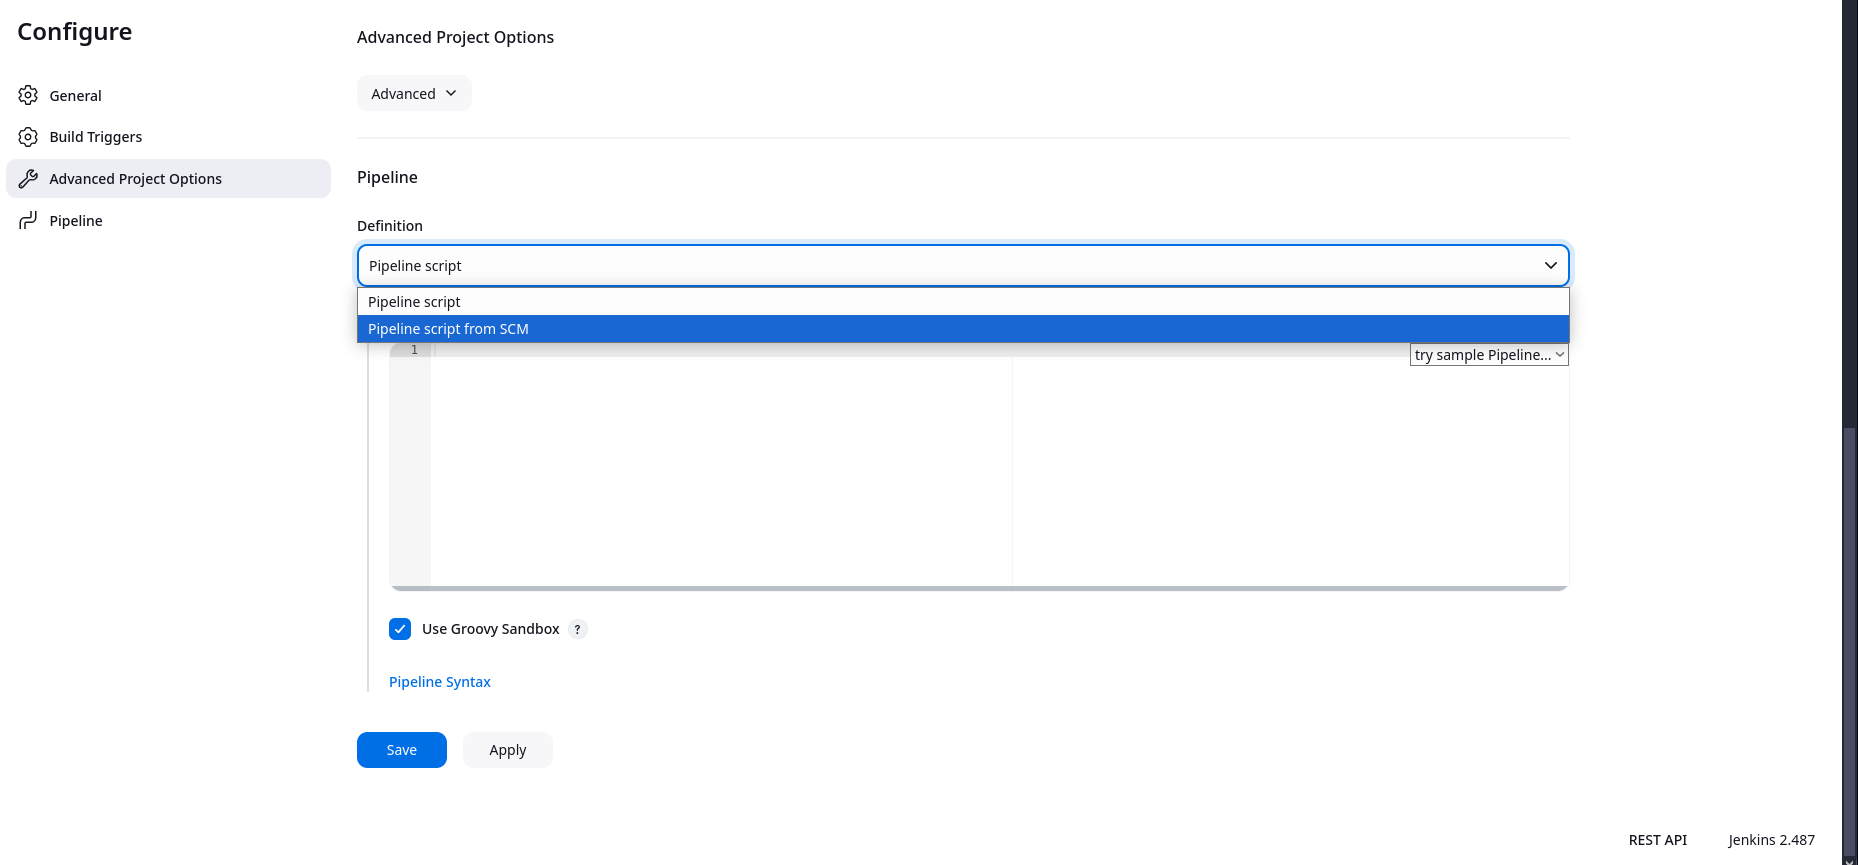 Configure
General
Build Triggers
Advanced Project Options
Pipeline
Advanced Project Options
Advanced
Pipeline
Definition
Pipeline script
Pipeline script
Pipeline script from SCM
1
try sample Pipeline...
Use Groovy Sandbox ?
Pipeline Syntax
Save Apply
REST API Jenkins 2.487